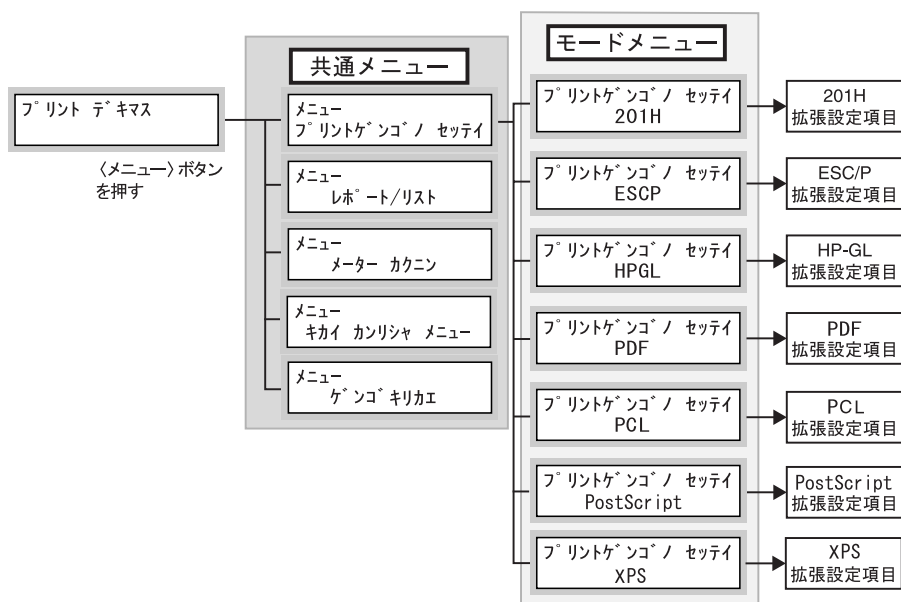 プリント デキマス
〈メニュー〉ボタン
を押す
共通メニュー
メニュー
プリントゲンゴノ セッテイ
メニュー
レポート/リスト
メニュー
メーター カクニン
メニュー
キカイ カンリシャ メニュー
メニュー
ゲンゴキリカエ
モードメニュー
プリントゲンゴノ セッテイ
201H
プリントゲンゴノ セッテイ
ESCP
プリントゲンゴノ セッテイ
HPGL
プリントゲンゴノ セッテイ
PDF
プリントゲンゴノ セッテイ
PCL
プリントゲンゴノ セッテイ
PostScript
プリントゲンゴノ セッテイ
XPS
201H
拡張設定項目
ESC/P
拡張設定項目
HP-GL
拡張設定項目
PDF
拡張設定項目
PCL
拡張設定項目
PostScript
拡張設定項目
XPS
拡張設定項目